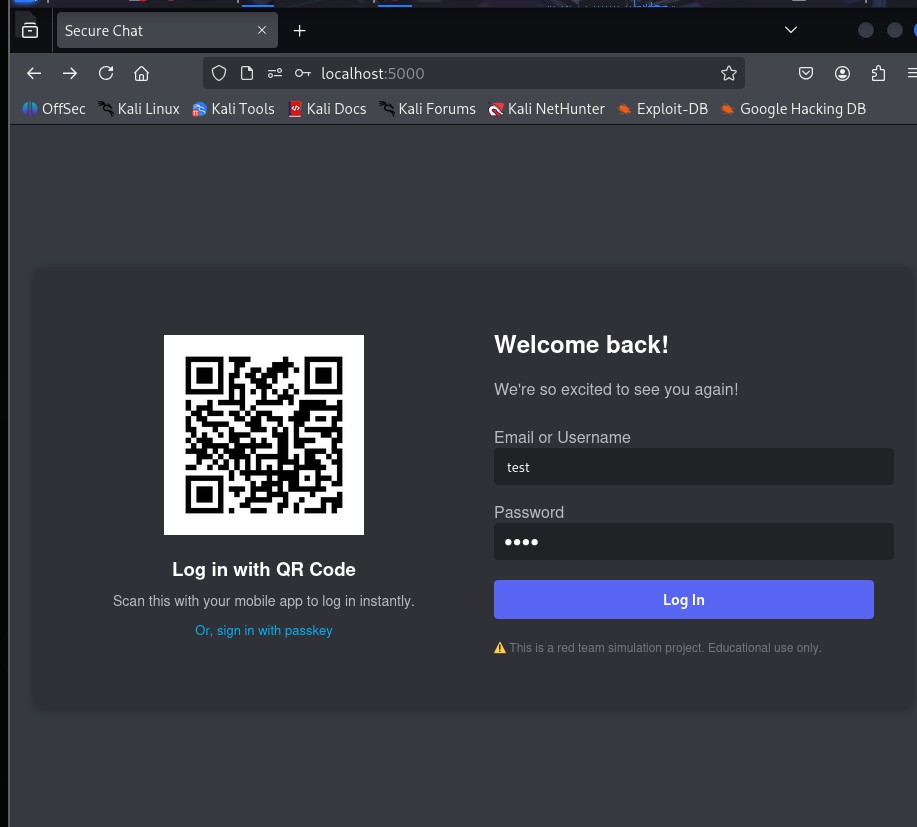 Secure Chat
localhost:5000
OffSec Kali Linux Kali Tools Kali Docs Kali Forums Kali NetHunter Exploit-DB Google Hacking DB
Welcome back!
We're so excited to see you again!
Email or Username
test
Password
••••
Log In
⚠️ This is a red team simulation project. Educational use only.
Log in with QR Code
Scan this with your mobile app to log in instantly.
Or, sign in with passkey